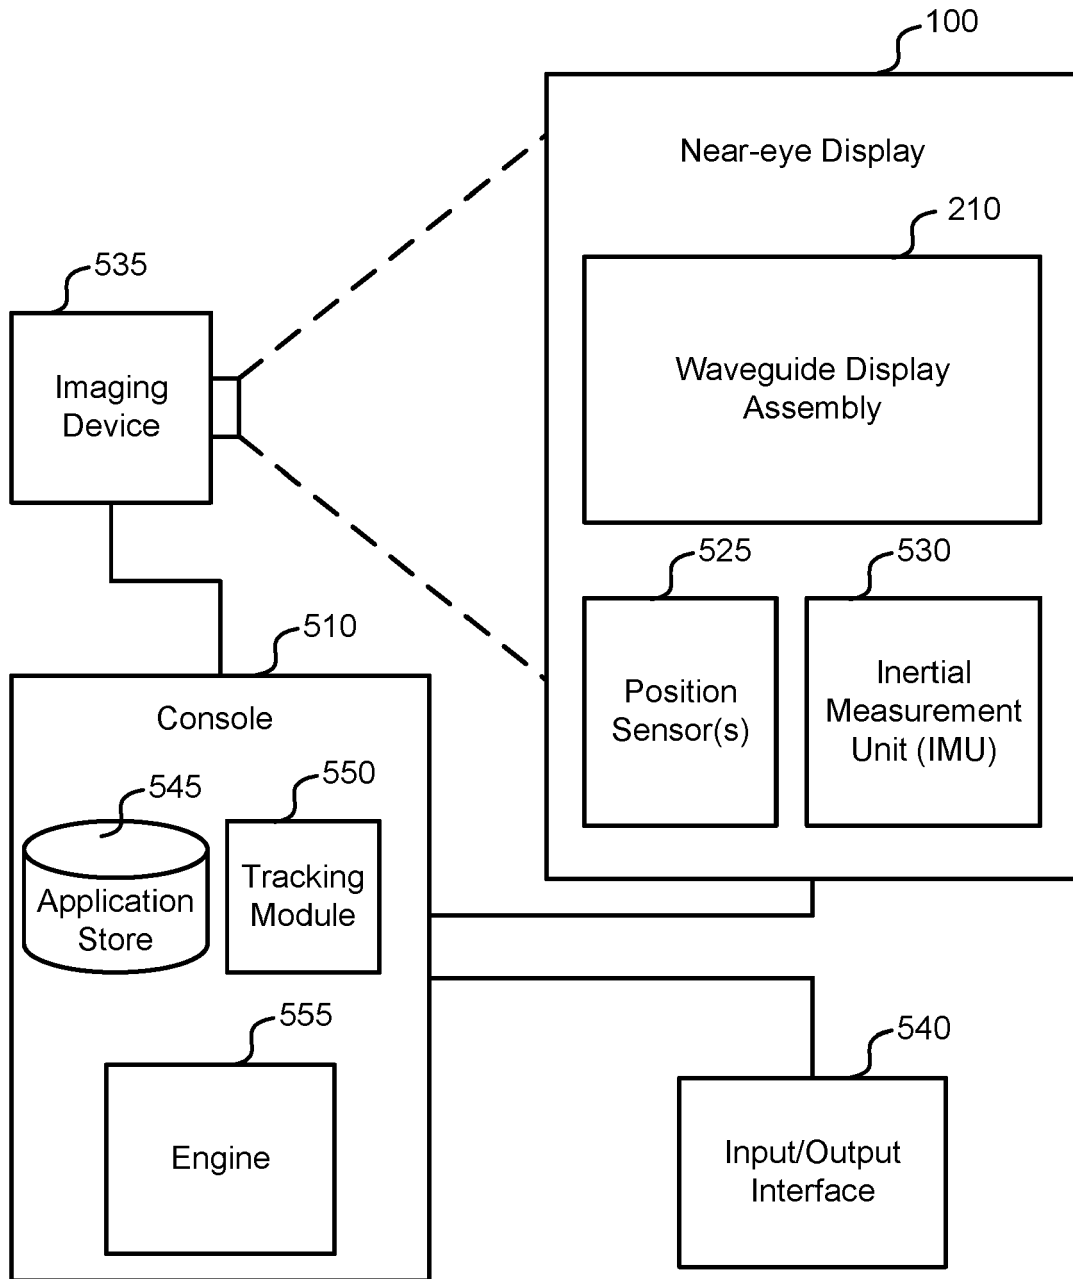 100
Near-eye Display
210
Waveguide Display
Assembly
535
Imaging
Device
525
Position
Sensor(s)
530
Inertial
Measurement
Unit (IMU)
510
Console
545
Application
Store
550
Tracking
Module
555
Engine
540
Input/Output
Interface